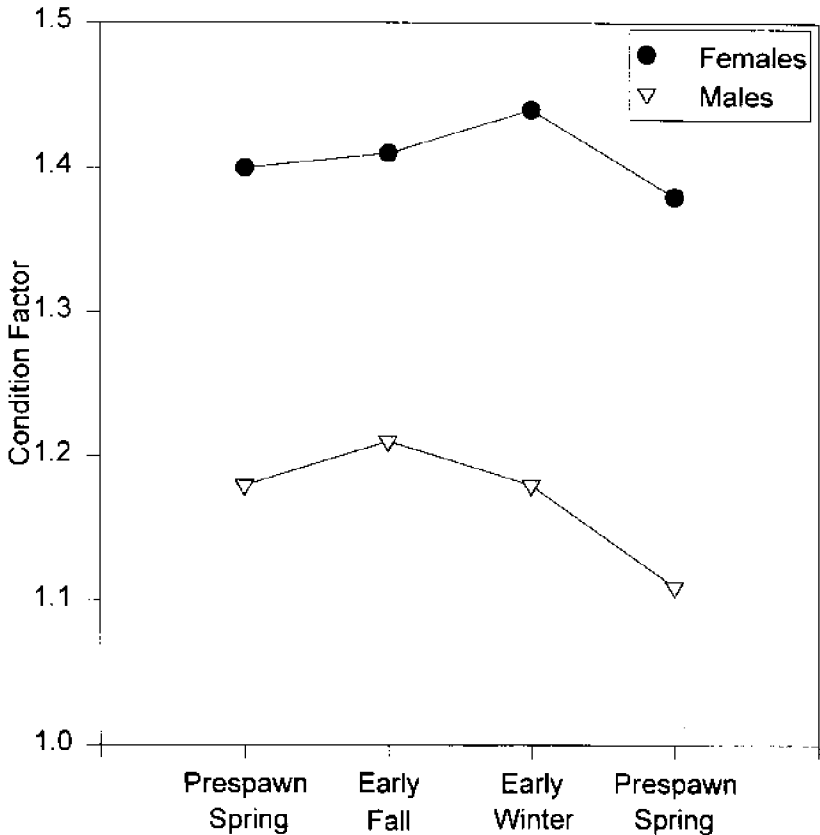 1.5
Females
Males
1.4
1.3
Condition Factor
1.2
1.1
1.0
Prespawn Spring
Early Fall
Early Winter
Prespawn Spring